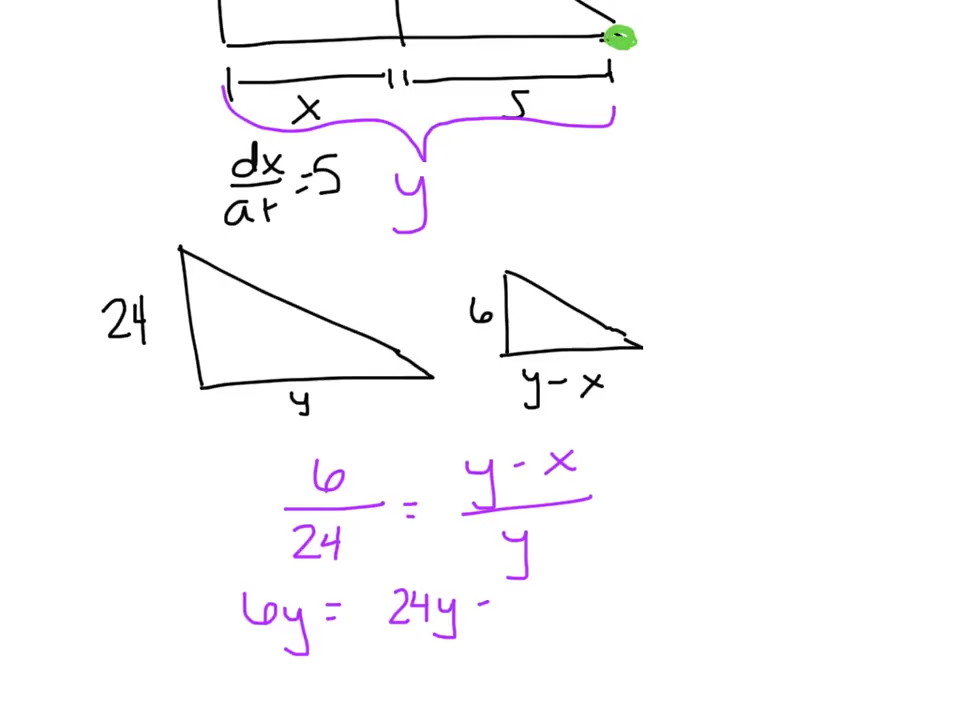 x 5
dx/dt = 5 y
24 6
y y - x
6/24 = y - x/y
6y = 24y -